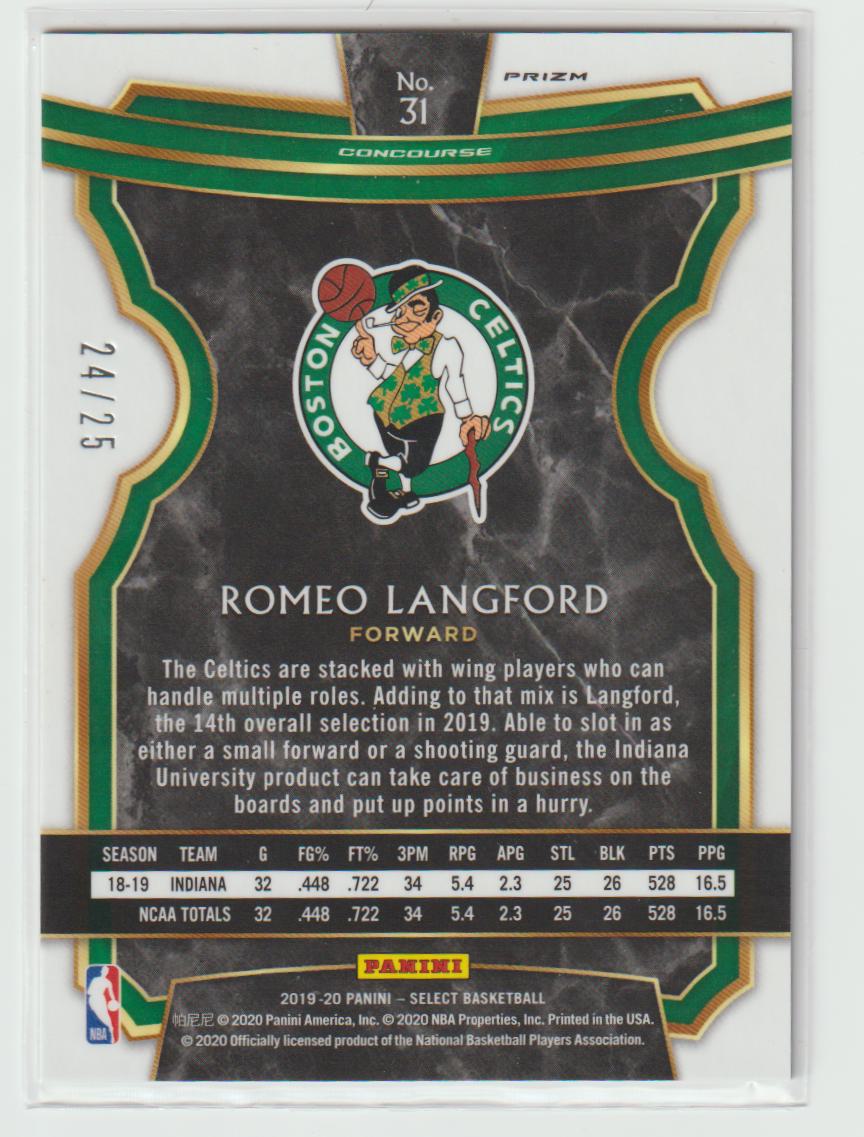 No.
31
PRIZM
CONCOURSE
24/25
BOSTON
CELTICS
ROMEO LANGFORD
FORWARD
The Celtics are stacked with wing players who can
handle multiple roles. Adding to that mix is Langford,
the 14th overall selection in 2019. Able to slot in as
either a small forward or a shooting guard, the Indiana
University product can take care of business on the
boards and put up points in a hurry.
SEASON TEAM G FG% FT% 3PM RPG APG STL BLK PTS PPG
18-19 INDIANA 32 .448 .722 34 5.4 2.3 25 26 528 16.5
NCAA TOTALS 32 .448 .722 34 5.4 2.3 25 26 528 16.5
PANINI
NBA
2019-20 PANINI – SELECT BASKETBALL
帕尼尼 © 2020 Panini America, Inc. © 2020 NBA Properties, Inc. Printed in the USA.
© 2020 Officially licensed product of the National Basketball Players Association.